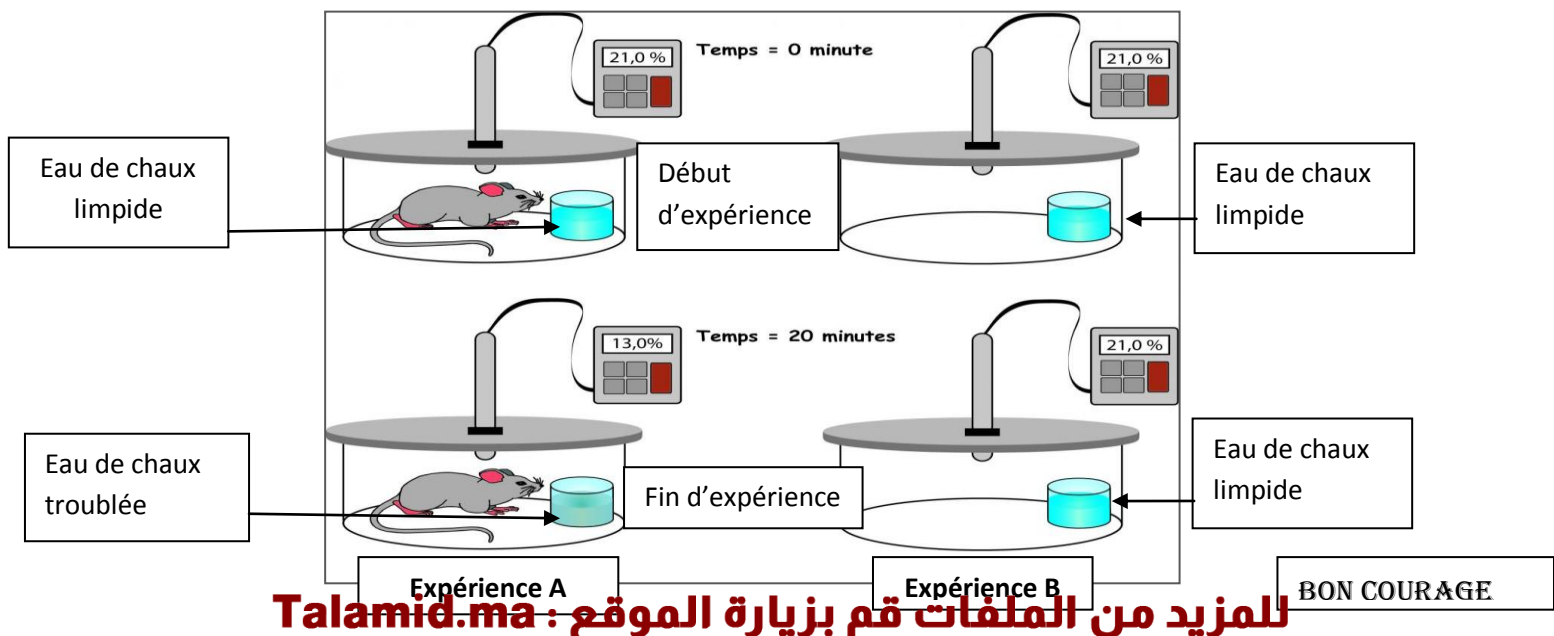 21,0 %
Temps = 0 minute
21,0 %
Eau de chaux
limpide
Début
d’expérience
Eau de chaux
limpide
13,0%
Temps = 20 minutes
21,0 %
Eau de chaux
troublée
Fin d’expérience
Eau de chaux
limpide
Expérience A
Expérience B
BON COURAGE
للمزيد من الملفات قم بزيارة الموقع : Talamid.ma